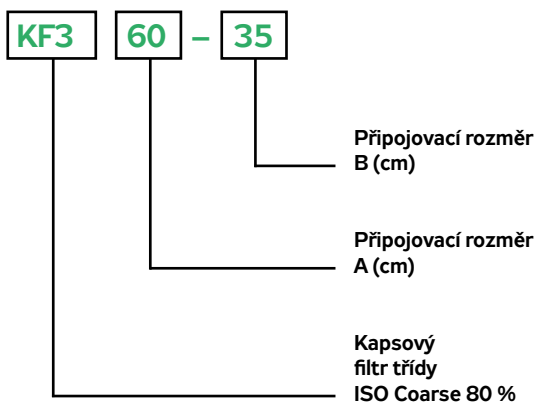 KF3 60 – 35
Připojovací rozměr
B (cm)
Připojovací rozměr
A (cm)
Kapsový
filtr třídy
ISO Coarse 80 %